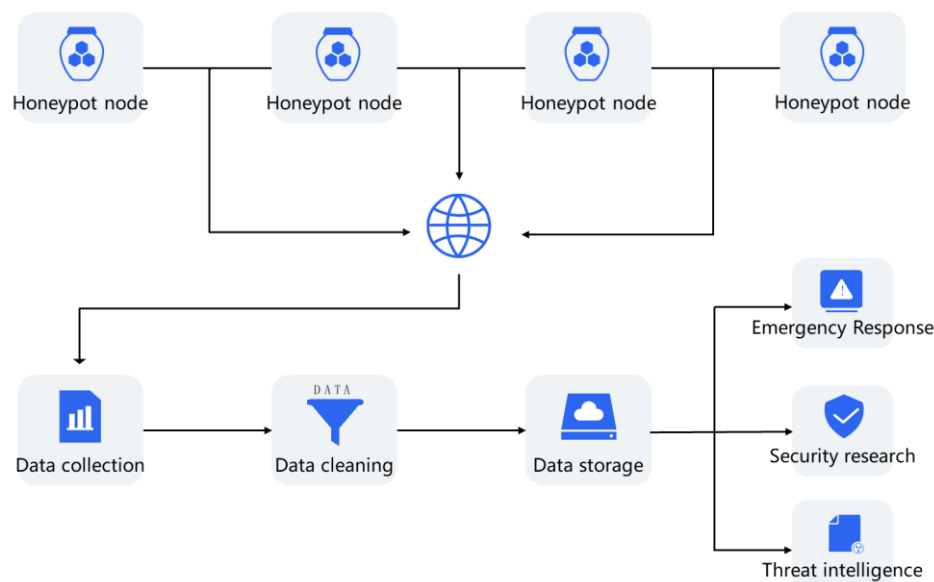 Honeypot node
Honeypot node
Honeypot node
Honeypot node
Emergency Response
DATA
Data collection
Data cleaning
Data storage
Security research
Threat intelligence